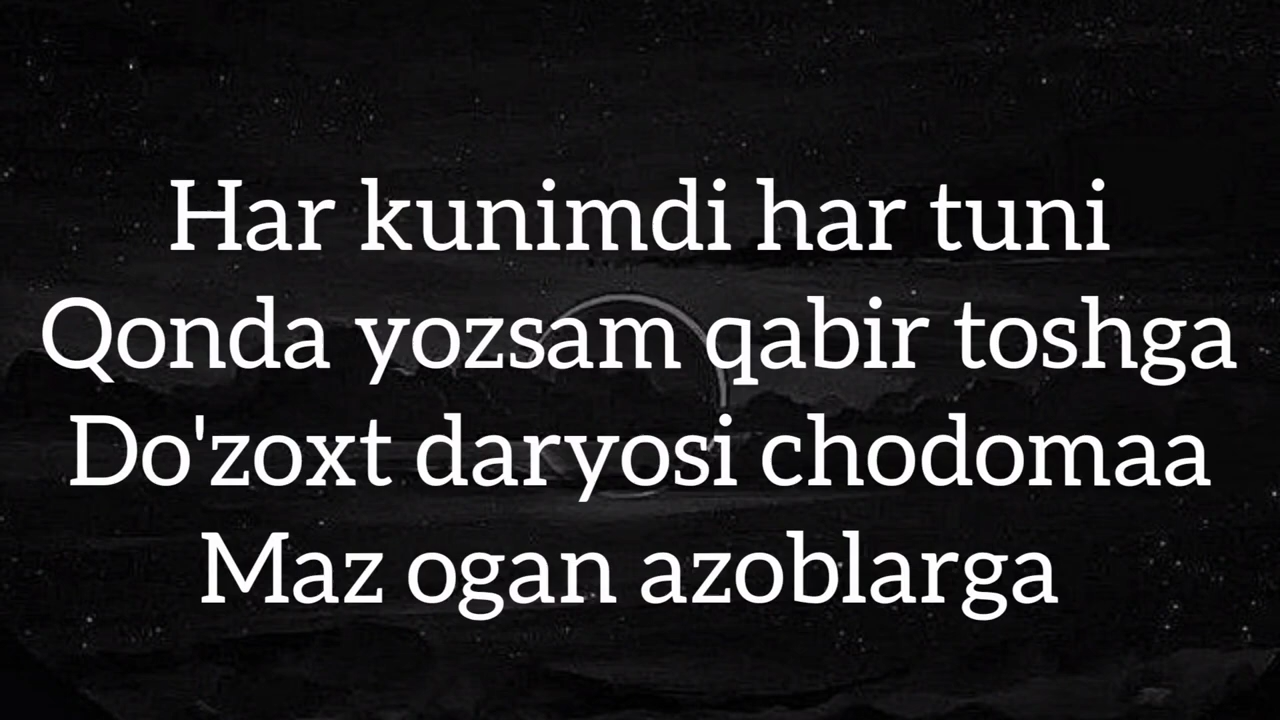 Har kunimdi har tuni
Qonda yozsam qabir toshga
Do'zoxt daryosi chodomaa
Maz ogan azoblarga